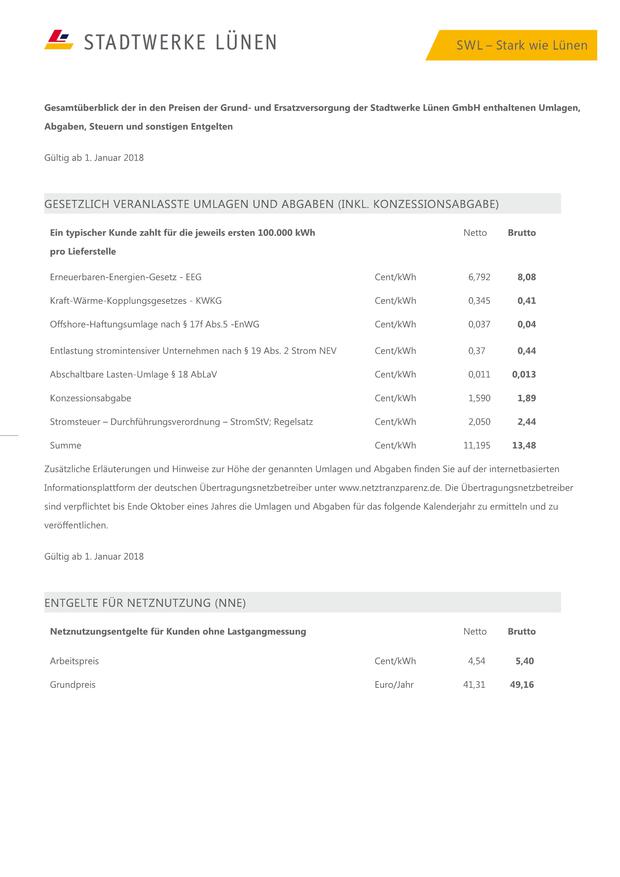 STADTWERKE LÜNEN
SWL – Stark wie Lünen
Gesamtüberblick der in den Preisen der Grund- und Ersatzversorgung der Stadtwerke Lünen GmbH enthaltenen Umlagen,
Abgaben, Steuern und sonstigen Entgelten
Gültig ab 1. Januar 2018
GESETZLICH VERANLASSTE UMLAGEN UND ABGABEN (INKL. KONZESSIONSABGABE)
Ein typischer Kunde zahlt für die jeweils ersten 100.000 kWh Netto Brutto
pro Lieferstelle
Erneuerbaren-Energien-Gesetz - EEG Cent/kWh 6,792 8,08
Kraft-Wärme-Kopplungsgesetzes - KWKG Cent/kWh 0,345 0,41
Offshore-Haftungsumlage nach § 17f Abs.5 -EnWG Cent/kWh 0,037 0,04
Entlastung stromintensiver Unternehmen nach § 19 Abs. 2 Strom NEV Cent/kWh 0,37 0,44
Abschaltbare Lasten-Umlage § 18 AbLaV Cent/kWh 0,011 0,013
Konzessionsabgabe Cent/kWh 1,590 1,89
Stromsteuer – Durchführungsverordnung – StromStV; Regelsatz Cent/kWh 2,050 2,44
Summe Cent/kWh 11,195 13,48
Zusätzliche Erläuterungen und Hinweise zur Höhe der genannten Umlagen und Abgaben finden Sie auf der internetbasierten
Informationsplattform der deutschen Übertragungsnetzbetreiber unter www.netztranzparenz.de. Die Übertragungsnetzbetreiber
sind verpflichtet bis Ende Oktober eines Jahres die Umlagen und Abgaben für das folgende Kalenderjahr zu ermitteln und zu
veröffentlichen.
Gültig ab 1. Januar 2018
ENTGELTE FÜR NETZNUTZUNG (NNE)
Netznutzungsentgelte für Kunden ohne Lastgangmessung Netto Brutto
Arbeitspreis Cent/kWh 4,54 5,40
Grundpreis Euro/Jahr 41,31 49,16